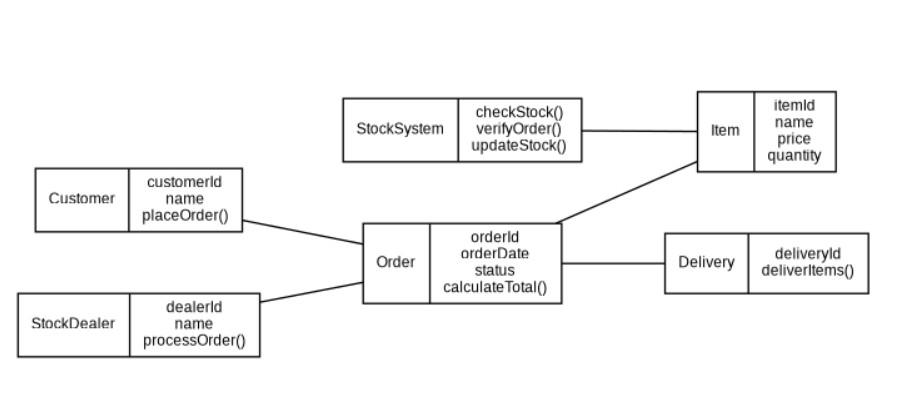 StockSystem
checkStock()
verifyOrder()
updateStock()
Item
itemId
name
price
quantity
Customer
customerId
name
placeOrder()
Order
orderId
orderDate
status
calculateTotal()
Delivery
deliveryId
deliverItems()
StockDealer
dealerId
name
processOrder()